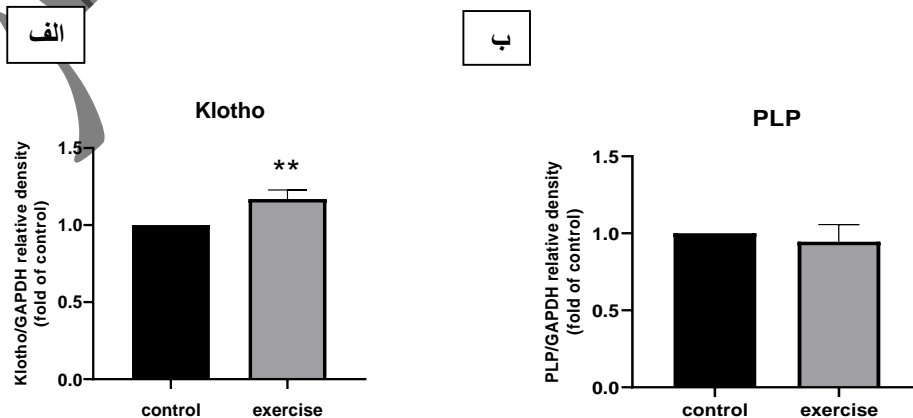 الف
ب
Klotho
Klotho/GAPDH relative density
(fold of control)
1.5
1.0
0.5
0.0
**
control
exercise
PLP
PLP/GAPDH relative density
(fold of control)
1.5
1.0
0.5
0.0
control
exercise